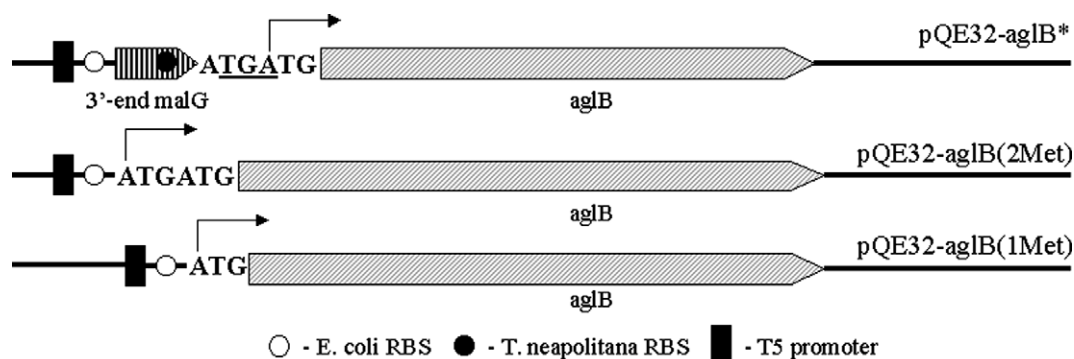 pQE32-aglB*
ATGATG
3'-end malG
aglB
pQE32-aglB(2Met)
ATGATG
aglB
pQE32-aglB(1Met)
ATG
aglB
- E. coli RBS - T. neapolitana RBS - T5 promoter